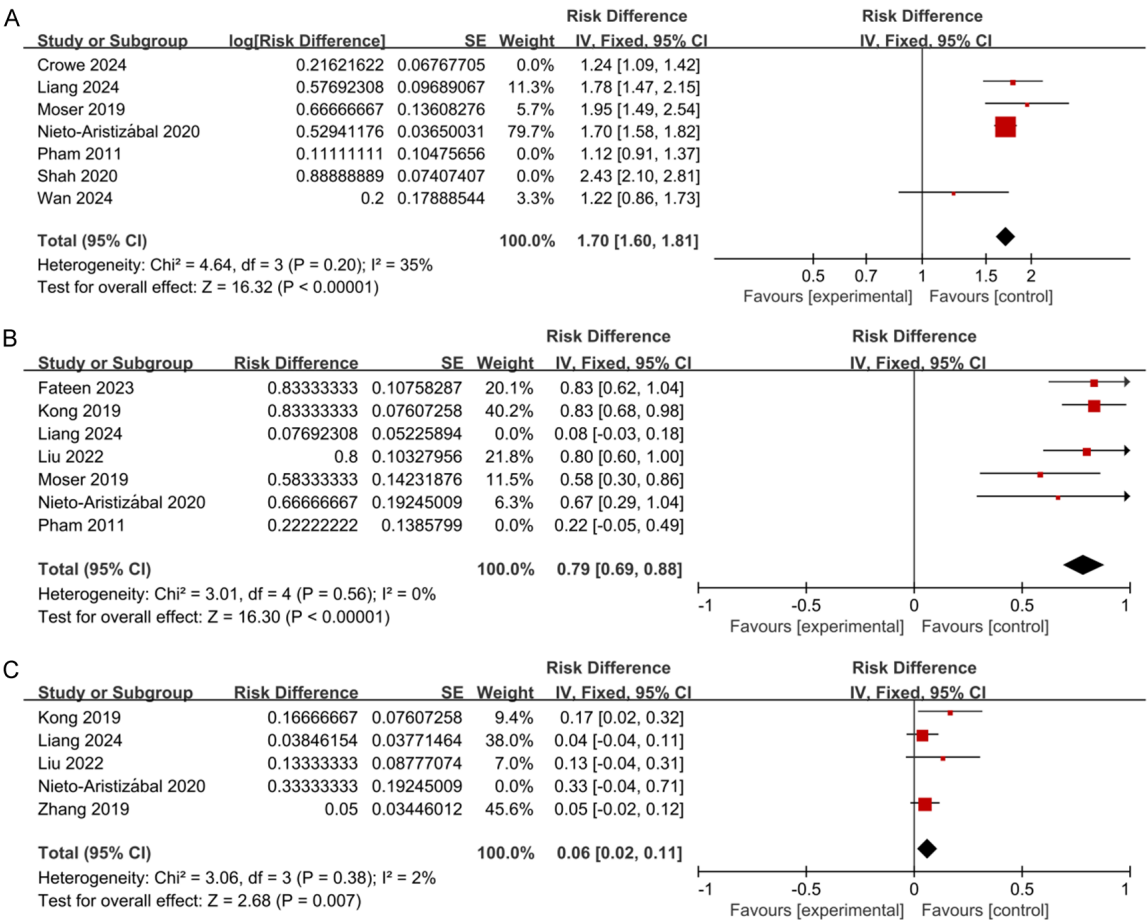 A
Risk Difference Risk Difference
Study or Subgroup log[Risk Difference] SE Weight IV, Fixed, 95% CI IV, Fixed, 95% CI
Crowe 2024 0.21621622 0.06767705 0.0% 1.24 [1.09, 1.42]
Liang 2024 0.57692308 0.09689067 11.3% 1.78 [1.47, 2.15]
Moser 2019 0.66666667 0.13608276 5.7% 1.95 [1.49, 2.54]
Nieto-Aristizábal 2020 0.52941176 0.03650031 79.7% 1.70 [1.58, 1.82]
Pham 2011 0.11111111 0.10475656 0.0% 1.12 [0.91, 1.37]
Shah 2020 0.88888889 0.07407407 0.0% 2.43 [2.10, 2.81]
Wan 2024 0.2 0.17888544 3.3% 1.22 [0.86, 1.73]
Total (95% CI) 100.0% 1.70 [1.60, 1.81]
Heterogeneity: Chi² = 4.64, df = 3 (P = 0.20); I² = 35%
Test for overall effect: Z = 16.32 (P < 0.00001)
0.5 0.7 1 1.5 2
Favours [experimental] Favours [control]
B
Risk Difference Risk Difference
Study or Subgroup Risk Difference SE Weight IV, Fixed, 95% CI IV, Fixed, 95% CI
Fateen 2023 0.83333333 0.10758287 20.1% 0.83 [0.62, 1.04]
Kong 2019 0.83333333 0.07607258 40.2% 0.83 [0.68, 0.98]
Liang 2024 0.07692308 0.05225894 0.0% 0.08 [-0.03, 0.18]
Liu 2022 0.8 0.10327956 21.8% 0.80 [0.60, 1.00]
Moser 2019 0.58333333 0.14231876 11.5% 0.58 [0.30, 0.86]
Nieto-Aristizábal 2020 0.66666667 0.19245009 6.3% 0.67 [0.29, 1.04]
Pham 2011 0.22222222 0.1385799 0.0% 0.22 [-0.05, 0.49]
Total (95% CI) 100.0% 0.79 [0.69, 0.88]
Heterogeneity: Chi² = 3.01, df = 4 (P = 0.56); I² = 0%
Test for overall effect: Z = 16.30 (P < 0.00001)
-1 -0.5 0 0.5 1
Favours [experimental] Favours [control]
C
Risk Difference Risk Difference
Study or Subgroup Risk Difference SE Weight IV, Fixed, 95% CI IV, Fixed, 95% CI
Kong 2019 0.16666667 0.07607258 9.4% 0.17 [0.02, 0.32]
Liang 2024 0.03846154 0.03771464 38.0% 0.04 [-0.04, 0.11]
Liu 2022 0.13333333 0.08777074 7.0% 0.13 [-0.04, 0.31]
Nieto-Aristizábal 2020 0.33333333 0.19245009 0.0% 0.33 [-0.04, 0.71]
Zhang 2019 0.05 0.03446012 45.6% 0.05 [-0.02, 0.12]
Total (95% CI) 100.0% 0.06 [0.02, 0.11]
Heterogeneity: Chi² = 3.06, df = 3 (P = 0.38); I² = 2%
Test for overall effect: Z = 2.68 (P = 0.007)
-1 -0.5 0 0.5 1
Favours [experimental] Favours [control]